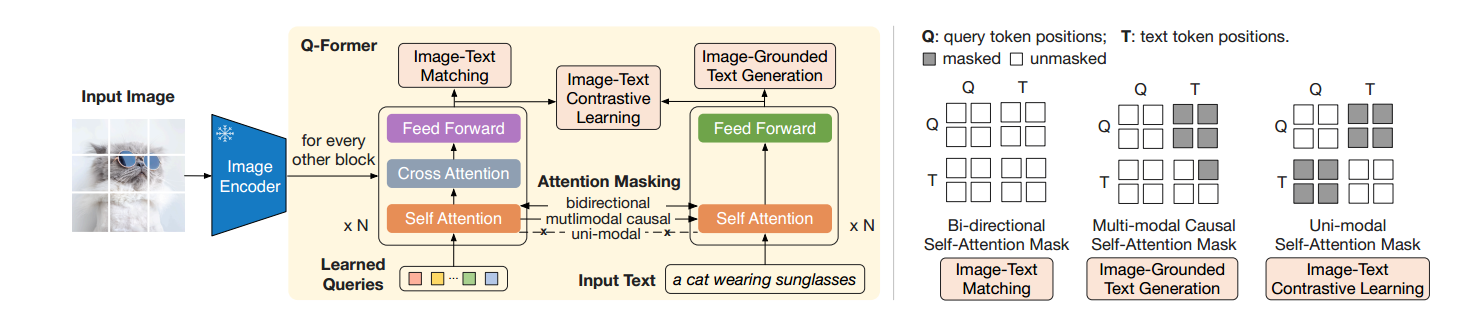 Q-Former
Input Image
Image
Encoder
for every
other block
Image-Text
Matching
Image-Text
Contrastive
Learning
Image-Grounded
Text Generation
Feed Forward
Cross Attention
Self Attention
x N
Attention Masking
bidirectional
mutlimodal causal
uni-modal
x
x
Feed Forward
Self Attention
x N
Learned
Queries
...
Input Text
a cat wearing sunglasses
Q: query token positions; T: text token positions.
masked unmasked
Q T
Q
T
Bi-directional
Self-Attention Mask
Image-Text
Matching
Q T
Q
T
Multi-modal Causal
Self-Attention Mask
Image-Grounded
Text Generation
Q T
Q
T
Uni-modal
Self-Attention Mask
Image-Text
Contrastive Learning